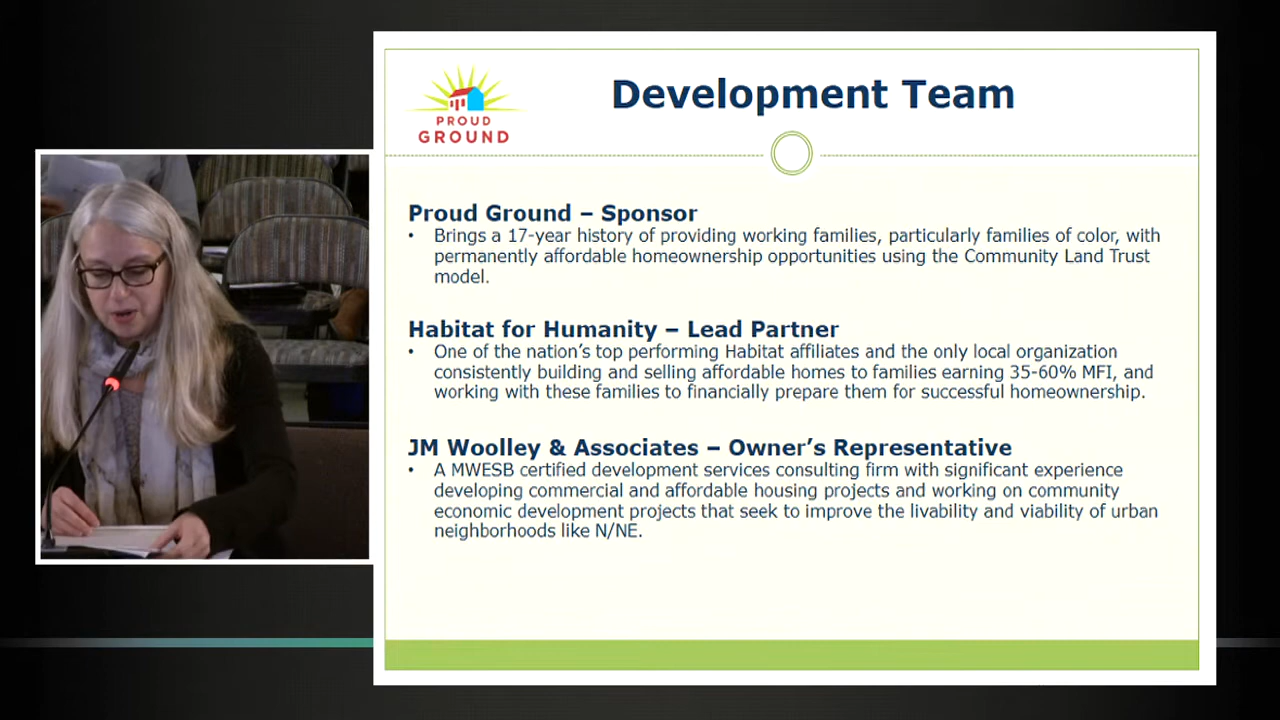 PROUD
GROUND
Development Team
Proud Ground – Sponsor
• Brings a 17-year history of providing working families, particularly families of color, with
permanently affordable homeownership opportunities using the Community Land Trust
model.
Habitat for Humanity – Lead Partner
• One of the nation’s top performing Habitat affiliates and the only local organization
consistently building and selling affordable homes to families earning 35-60% MFI, and
working with these families to financially prepare them for successful homeownership.
JM Woolley & Associates – Owner’s Representative
• A MWESB certified development services consulting firm with significant experience
developing commercial and affordable housing projects and working on community
economic development projects that seek to improve the livability and viability of urban
neighborhoods like N/NE.